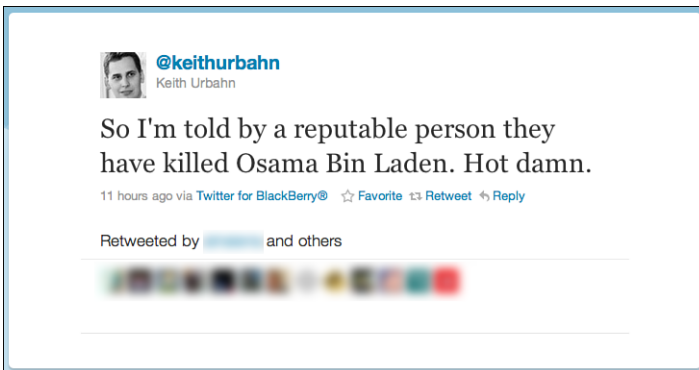 @keithurbahn
Keith Urbahn
So I'm told by a reputable person they
have killed Osama Bin Laden. Hot damn.
11 hours ago via Twitter for BlackBerry® Favorite Retweet Reply
Retweeted by and others